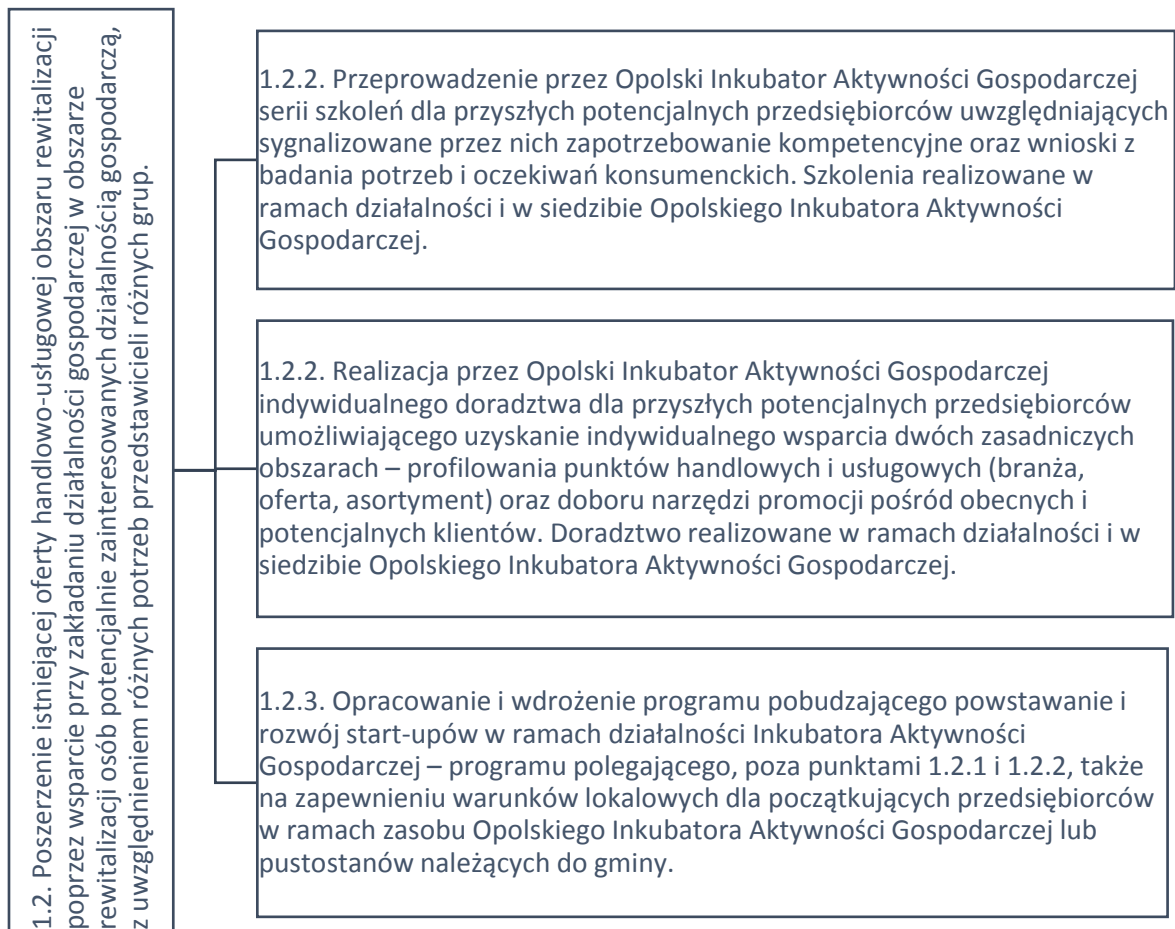 1.2. Poszerzenie istniejącej oferty handlowo-usługowej obszaru rewitalizacji
poprzez wsparcie przy zakładaniu działalności gospodarczej w obszarze
rewitalizacji osób potencjalnie zainteresowanych działalnością gospodarczą,
z uwzględnieniem różnych potrzeb przedstawicieli różnych grup.
1.2.2. Przeprowadzenie przez Opolski Inkubator Aktywności Gospodarczej
serii szkoleń dla przyszłych potencjalnych przedsiębiorców uwzględniających
sygnalizowane przez nich zapotrzebowanie kompetencyjne oraz wnioski z
badania potrzeb i oczekiwań konsumenckich. Szkolenia realizowane w
ramach działalności i w siedzibie Opolskiego Inkubatora Aktywności
Gospodarczej.
1.2.2. Realizacja przez Opolski Inkubator Aktywności Gospodarczej
indywidualnego doradztwa dla przyszłych potencjalnych przedsiębiorców
umożliwiającego uzyskanie indywidualnego wsparcia dwóch zasadniczych
obszarach – profilowania punktów handlowych i usługowych (branża,
oferta, asortyment) oraz doboru narzędzi promocji pośród obecnych i
potencjalnych klientów. Doradztwo realizowane w ramach działalności i w
siedzibie Opolskiego Inkubatora Aktywności Gospodarczej.
1.2.3. Opracowanie i wdrożenie programu pobudzającego powstawanie i
rozwój start-upów w ramach działalności Inkubatora Aktywności
Gospodarczej – programu polegającego, poza punktami 1.2.1 i 1.2.2, także
na zapewnieniu warunków lokalowych dla początkujących przedsiębiorców
w ramach zasobu Opolskiego Inkubatora Aktywności Gospodarczej lub
pustostanów należących do gminy.